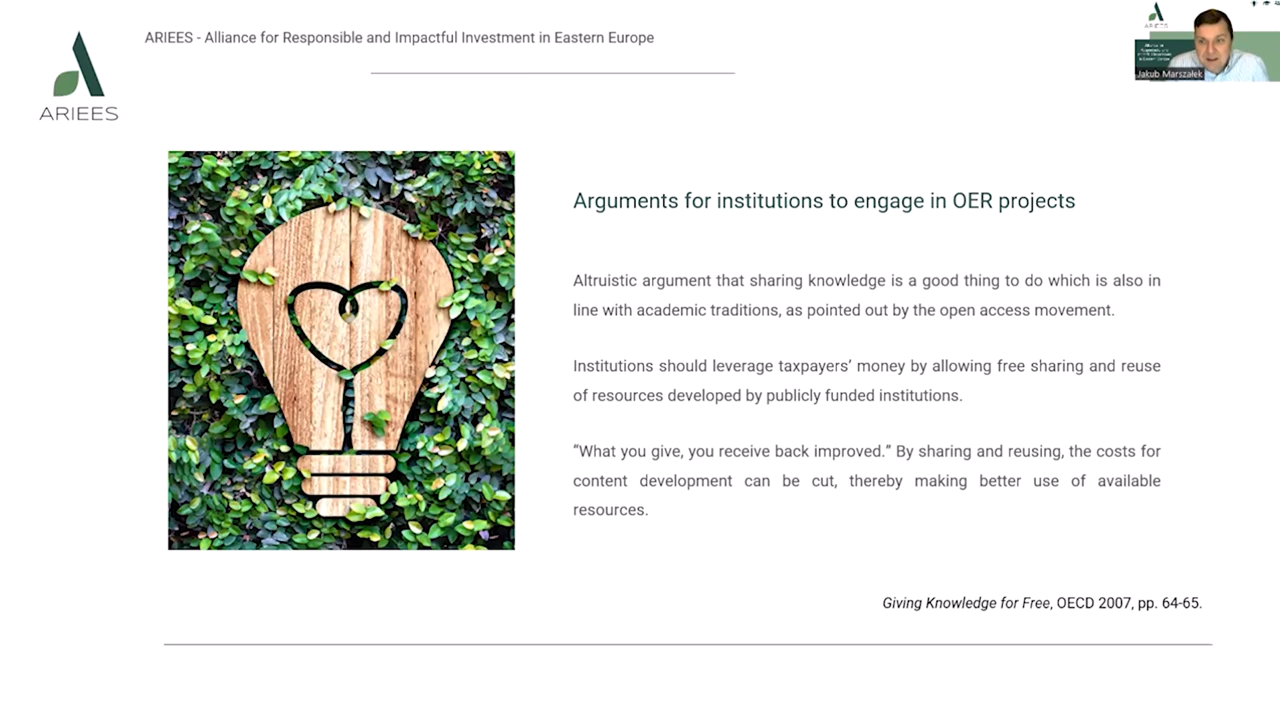 ARIEES - Alliance for Responsible and Impactful Investment in Eastern Europe
ARIEES
ARIEES
Jakub Marszałek
Arguments for institutions to engage in OER projects
Altruistic argument that sharing knowledge is a good thing to do which is also in
line with academic traditions, as pointed out by the open access movement.
Institutions should leverage taxpayers’ money by allowing free sharing and reuse
of resources developed by publicly funded institutions.
“What you give, you receive back improved.” By sharing and reusing, the costs for
content development can be cut, thereby making better use of available
resources.
Giving Knowledge for Free, OECD 2007, pp. 64-65.